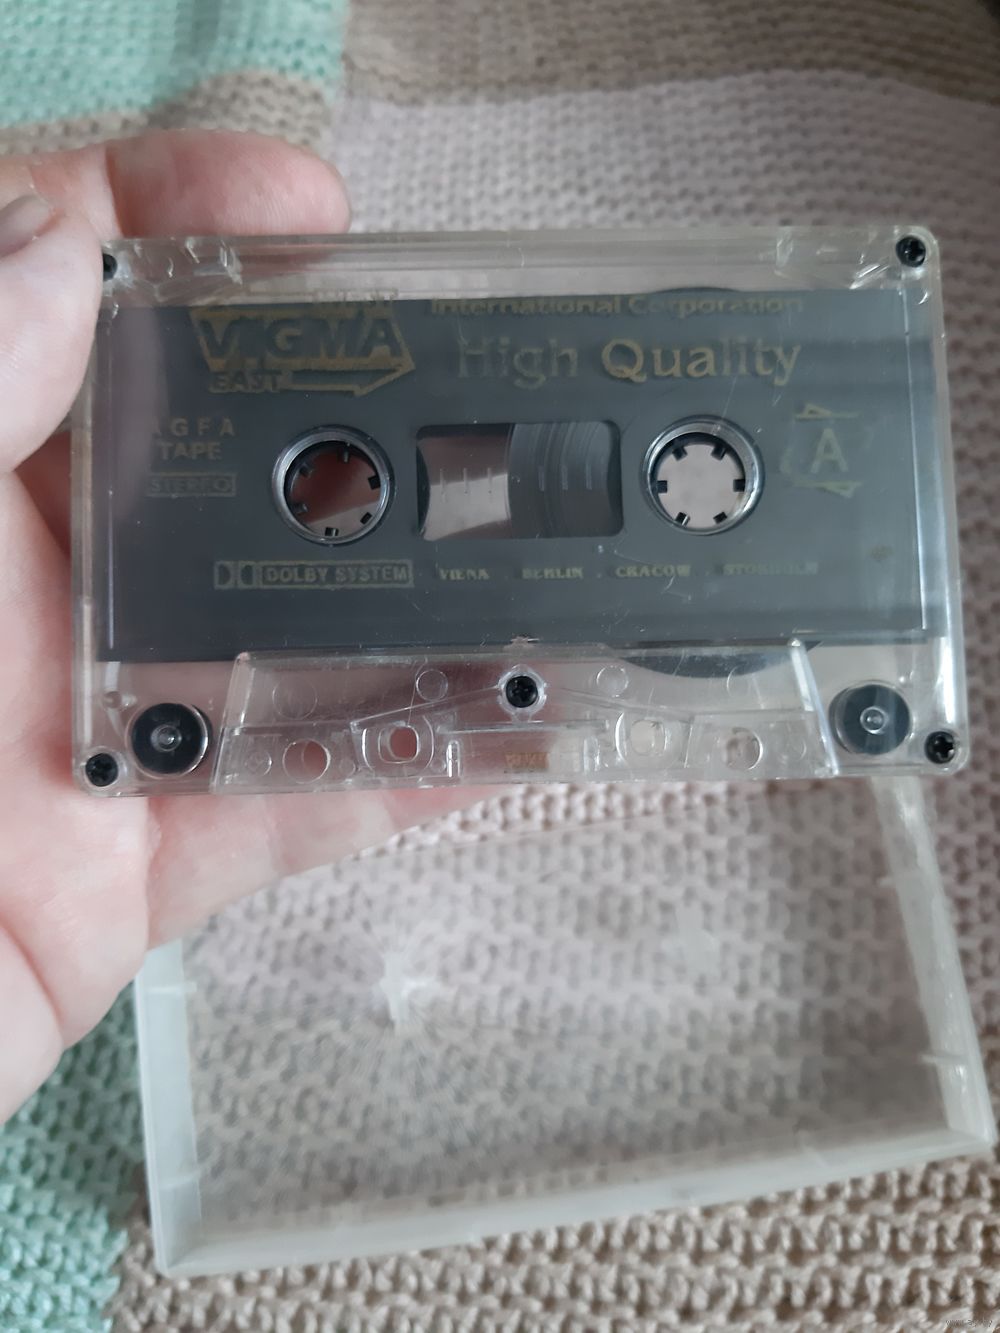 WEST
VIGMA
EAST
International Corporation
High Quality
AGFA
TAPE
STEREO
A
DOLBY SYSTEM
VIENA BERLIN CRACOW